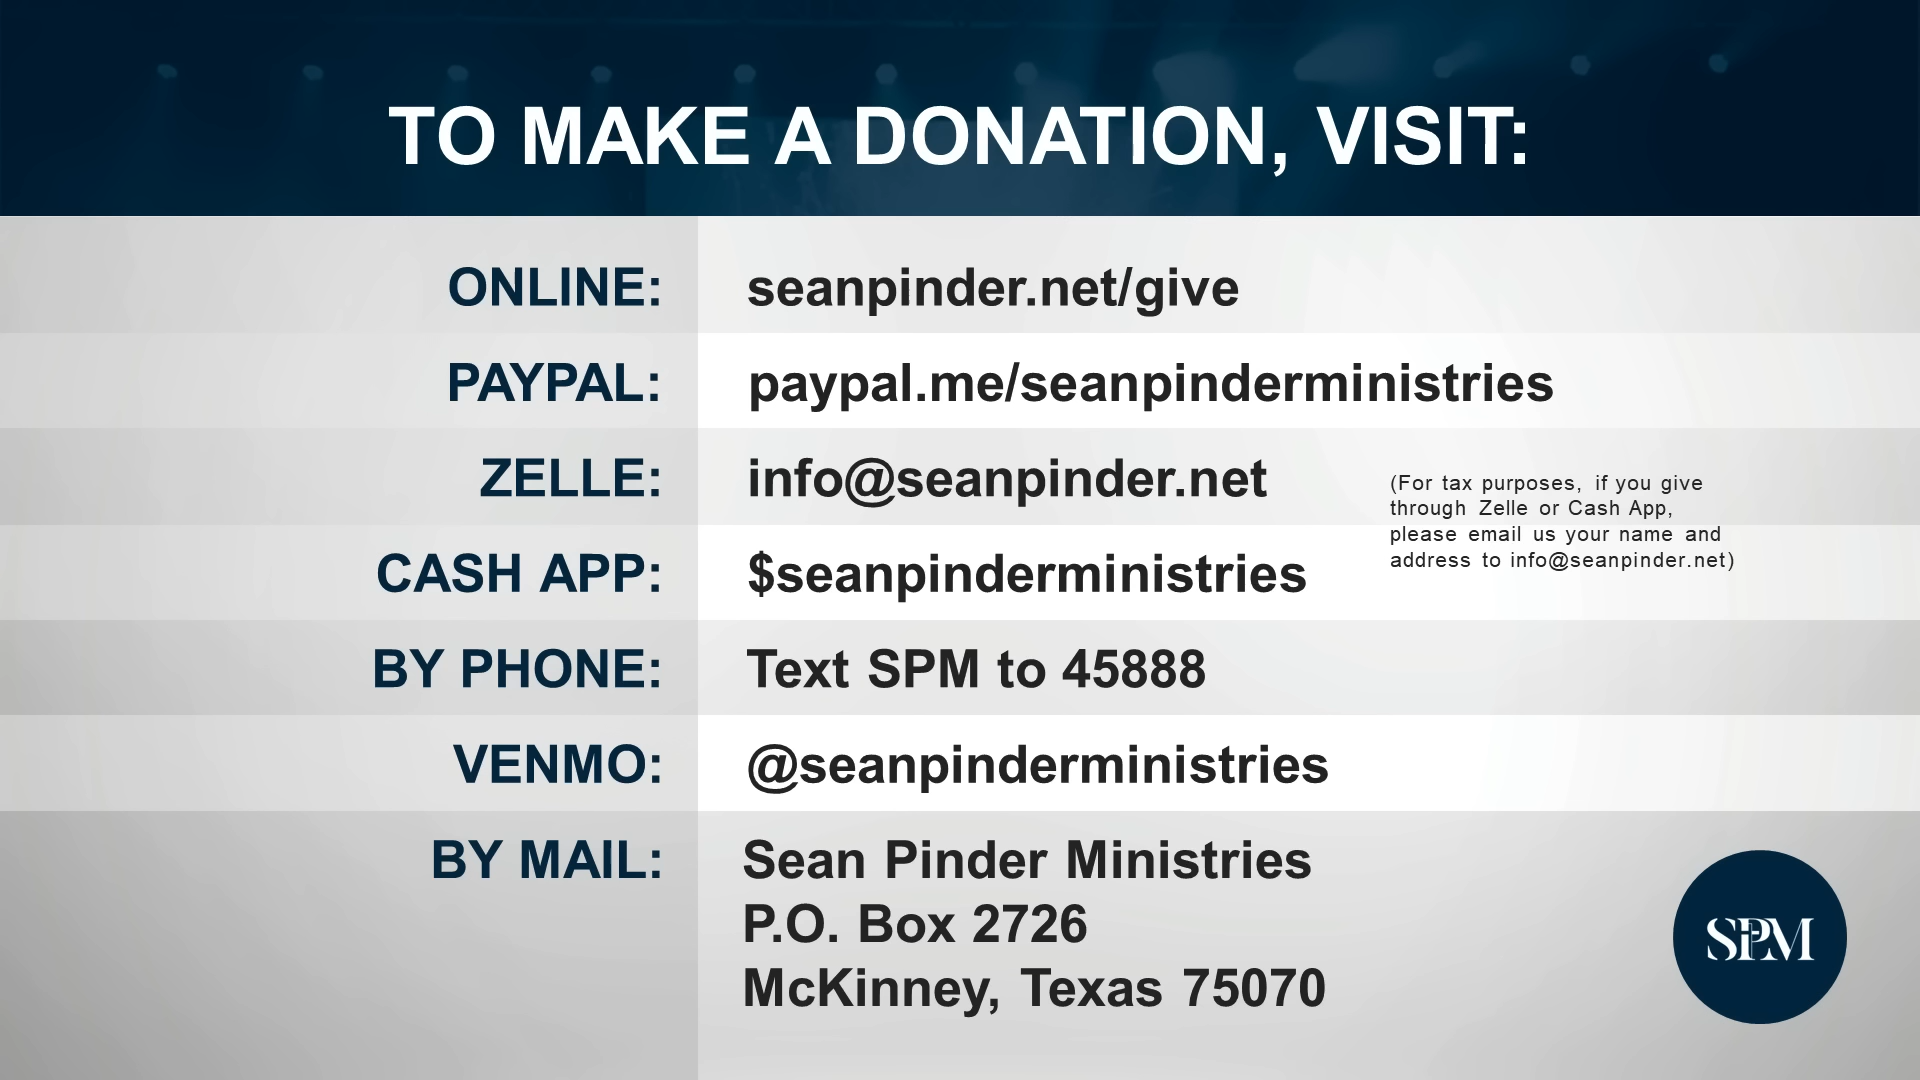 TO MAKE A DONATION, VISIT:
ONLINE: seanpinder.net/give
PAYPAL: paypal.me/seanpinderministries
ZELLE: info@seanpinder.net
(For tax purposes, if you give
through Zelle or Cash App,
please email us your name and
address to info@seanpinder.net)
CASH APP: $seanpinderministries
BY PHONE: Text SPM to 45888
VENMO: @seanpinderministries
BY MAIL: Sean Pinder Ministries
P.O. Box 2726
McKinney, Texas 75070
SPM